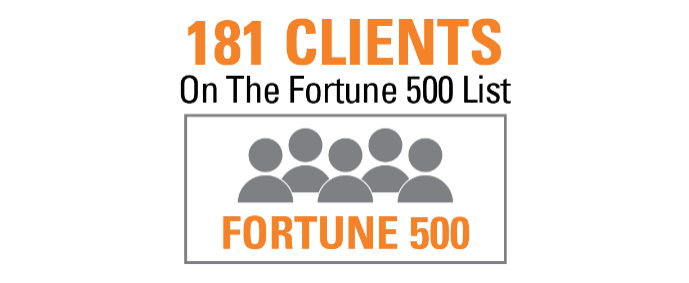 181 CLIENTS
On The Fortune 500 List
FORTUNE 500